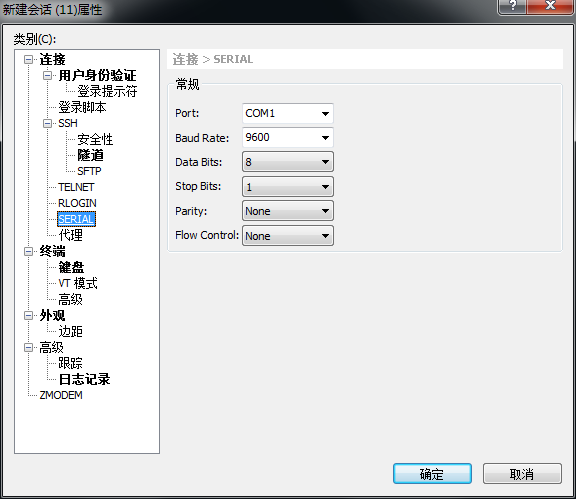 新建会话 (11)属性
?
类别(C):
连接
用户身份验证
登录提示符
登录脚本
SSH
安全性
隧道
SFTP
TELNET
RLOGIN
SERIAL
代理
终端
键盘
VT 模式
高级
外观
边距
高级
跟踪
日志记录
ZMODEM
连接 > SERIAL
常规
Port: COM1
Baud Rate: 9600
Data Bits: 8
Stop Bits: 1
Parity: None
Flow Control: None
确定 取消